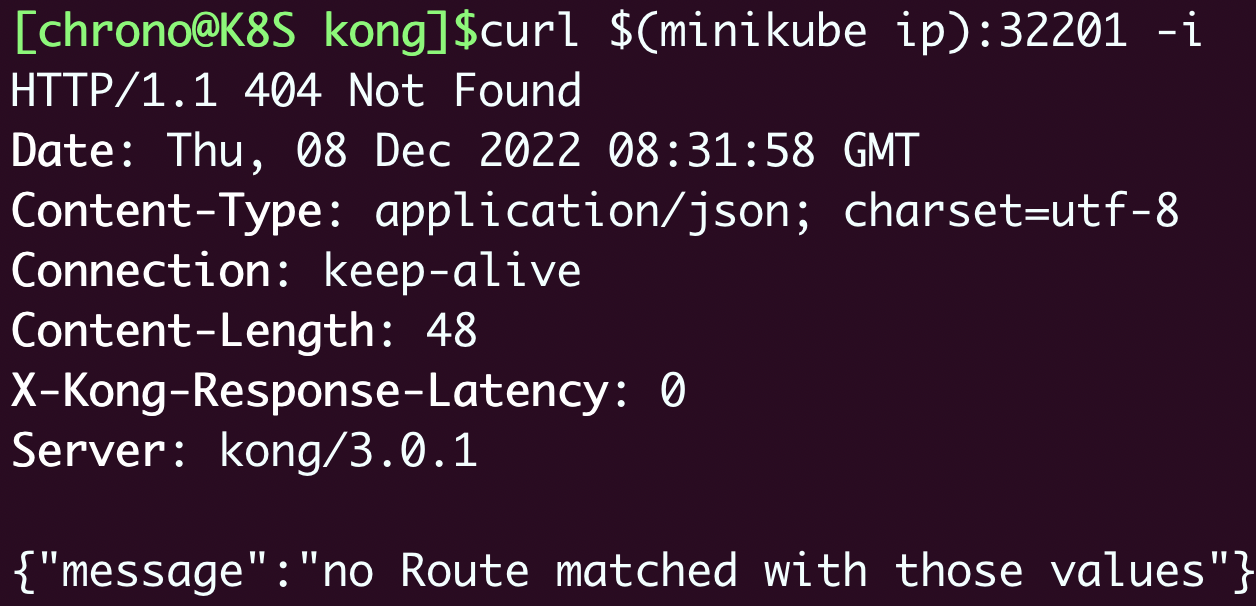 [chrono@K8S kong]$curl $(minikube ip):32201 -i
HTTP/1.1 404 Not Found
Date: Thu, 08 Dec 2022 08:31:58 GMT
Content-Type: application/json; charset=utf-8
Connection: keep-alive
Content-Length: 48
X-Kong-Response-Latency: 0
Server: kong/3.0.1
{"message":"no Route matched with those values"}